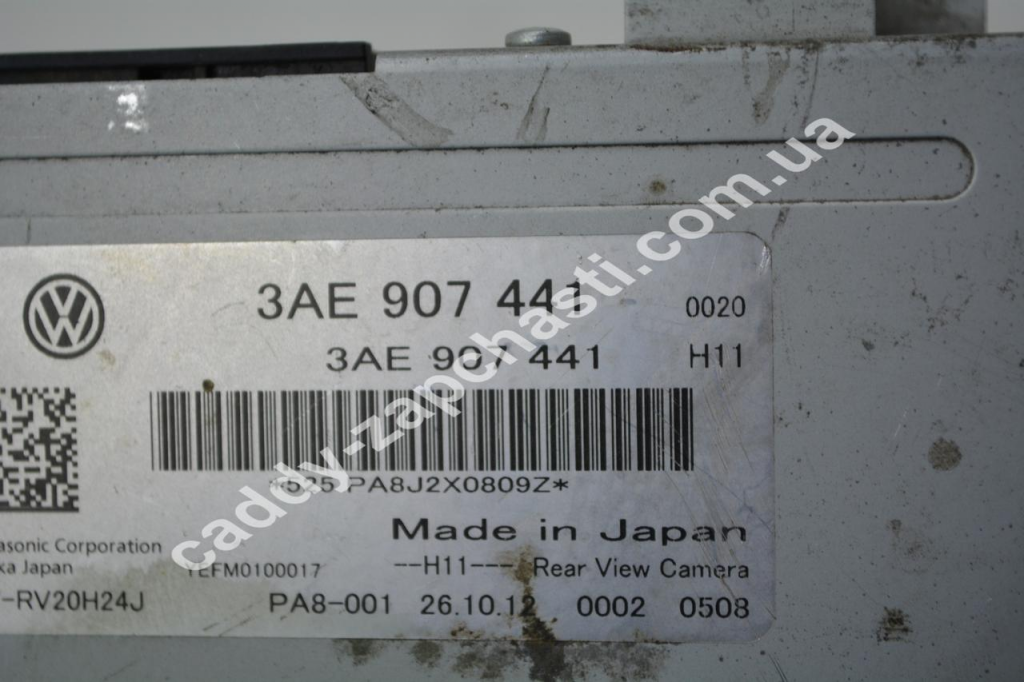 3AE 907 441 0020
3AE 907 441 H11
PA8J2X0809Z*
Made in Japan
asonic Corporation
ka Japan
YEFM0100017
--H11--- Rear View Camera
-RV20H24J
PA8-001 26.10.12 0002 0508
caddy-zapchasti.com.ua